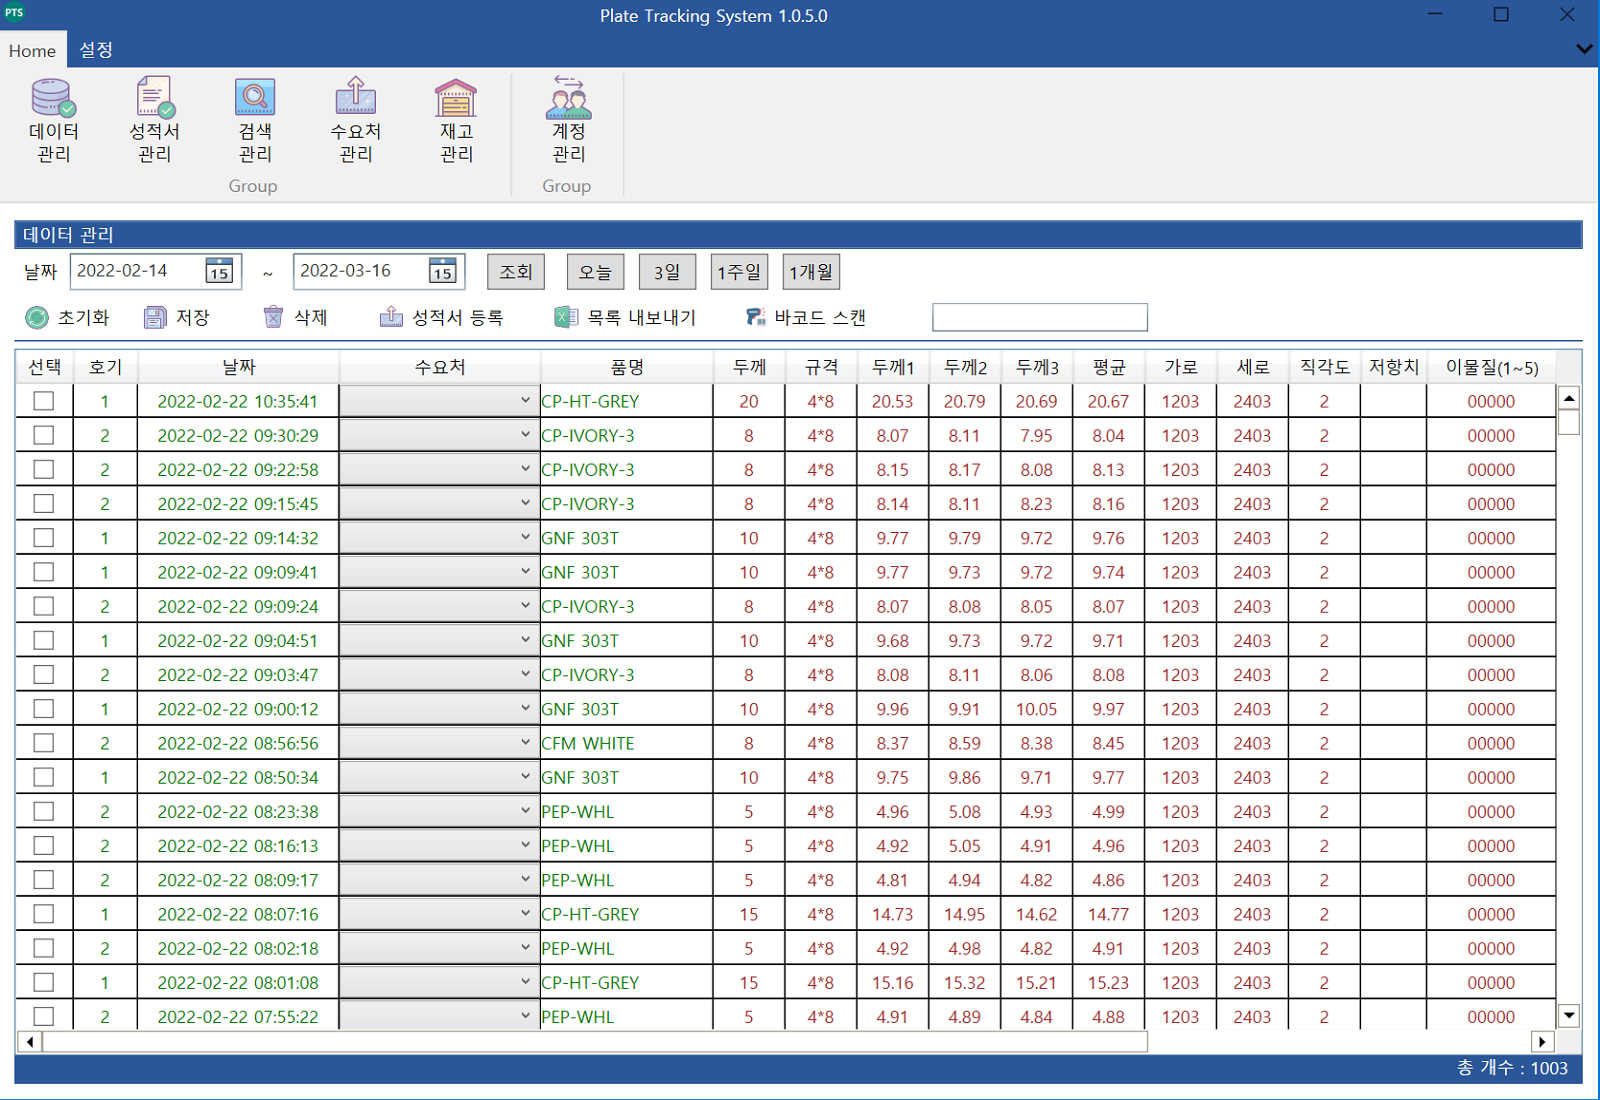 PTS
Plate Tracking System 1.0.5.0
Home 설정
데이터 관리
성적서 관리
검색 관리
수요처 관리
재고 관리
Group
계정 관리
Group
데이터 관리
날짜 2022-02-14 15 ~ 2022-03-16 15 조회 오늘 3일 1주일 1개월
초기화 저장 삭제 성적서 등록 목록 내보내기 바코드 스캔
선택 호기 날짜 수요처 품명 두께 규격 두께1 두께2 두께3 평균 가로 세로 직각도 저항치 이물질(1~5)
1 2022-02-22 10:35:41 CP-HT-GREY 20 4*8 20.53 20.79 20.69 20.67 1203 2403 2 00000
2 2022-02-22 09:30:29 CP-IVORY-3 8 4*8 8.07 8.11 7.95 8.04 1203 2403 2 00000
2 2022-02-22 09:22:58 CP-IVORY-3 8 4*8 8.15 8.17 8.08 8.13 1203 2403 2 00000
2 2022-02-22 09:15:45 CP-IVORY-3 8 4*8 8.14 8.11 8.23 8.16 1203 2403 2 00000
1 2022-02-22 09:14:32 GNF 303T 10 4*8 9.77 9.79 9.72 9.76 1203 2403 2 00000
1 2022-02-22 09:09:41 GNF 303T 10 4*8 9.77 9.73 9.72 9.74 1203 2403 2 00000
2 2022-02-22 09:09:24 CP-IVORY-3 8 4*8 8.07 8.08 8.05 8.07 1203 2403 2 00000
1 2022-02-22 09:04:51 GNF 303T 10 4*8 9.68 9.73 9.72 9.71 1203 2403 2 00000
2 2022-02-22 09:03:47 CP-IVORY-3 8 4*8 8.08 8.11 8.06 8.08 1203 2403 2 00000
1 2022-02-22 09:00:12 GNF 303T 10 4*8 9.96 9.91 10.05 9.97 1203 2403 2 00000
2 2022-02-22 08:56:56 CFM WHITE 8 4*8 8.37 8.59 8.38 8.45 1203 2403 2 00000
1 2022-02-22 08:50:34 GNF 303T 10 4*8 9.75 9.86 9.71 9.77 1203 2403 2 00000
2 2022-02-22 08:23:38 PEP-WHL 5 4*8 4.96 5.08 4.93 4.99 1203 2403 2 00000
2 2022-02-22 08:16:13 PEP-WHL 5 4*8 4.92 5.05 4.91 4.96 1203 2403 2 00000
2 2022-02-22 08:09:17 PEP-WHL 5 4*8 4.81 4.94 4.82 4.86 1203 2403 2 00000
1 2022-02-22 08:07:16 CP-HT-GREY 15 4*8 14.73 14.95 14.62 14.77 1203 2403 2 00000
2 2022-02-22 08:02:18 PEP-WHL 5 4*8 4.92 4.98 4.82 4.91 1203 2403 2 00000
1 2022-02-22 08:01:08 CP-HT-GREY 15 4*8 15.16 15.32 15.21 15.23 1203 2403 2 00000
2 2022-02-22 07:55:22 PEP-WHL 5 4*8 4.91 4.89 4.84 4.88 1203 2403 2 00000
총 개수 : 1003